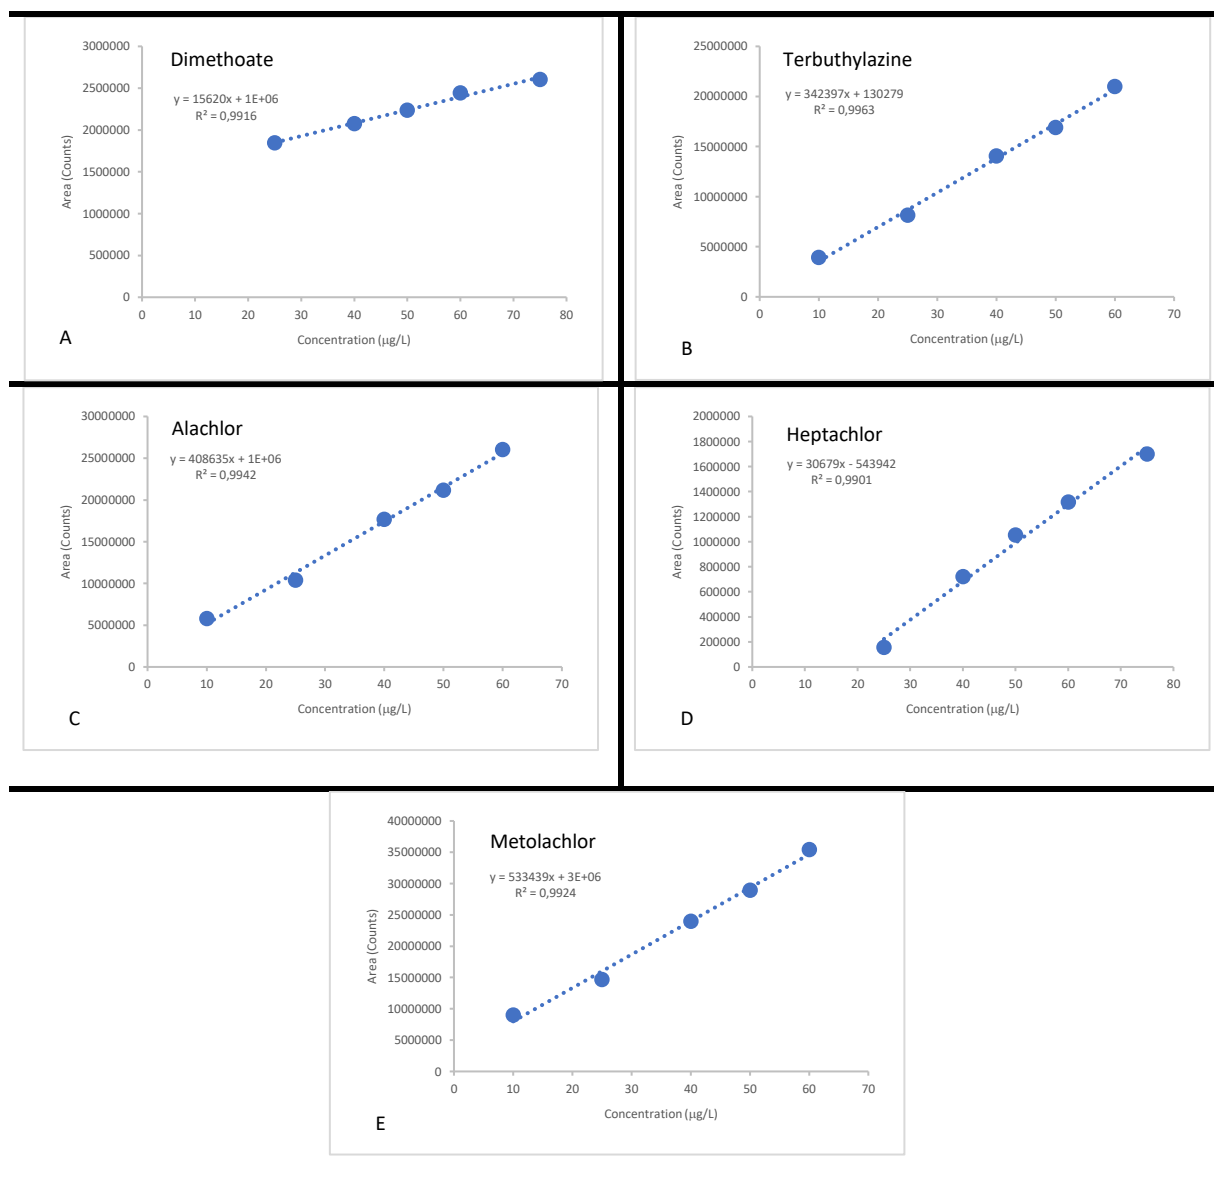 Dimethoate
y = 15620x + 1E+06
R² = 0,9916
3000000
2500000
2000000
1500000
1000000
500000
0
Area (Counts)
0 10 20 30 40 50 60 70 80
Concentration (µg/L)
A
Terbuthylazine
y = 342397x + 130279
R² = 0,9963
25000000
20000000
15000000
10000000
5000000
0
Area (Counts)
0 10 20 30 40 50 60 70
Concentration (µg/L)
B
Alachlor
y = 408635x + 1E+06
R² = 0,9942
30000000
25000000
20000000
15000000
10000000
5000000
0
Area (Counts)
0 10 20 30 40 50 60 70
Concentration (µg/L)
C
Heptachlor
y = 30679x - 543942
R² = 0,9901
2000000
1800000
1600000
1400000
1200000
1000000
800000
600000
400000
200000
0
Area (Counts)
0 10 20 30 40 50 60 70 80
Concentration (µg/L)
D
Metolachlor
y = 533439x + 3E+06
R² = 0,9924
40000000
35000000
30000000
25000000
20000000
15000000
10000000
5000000
0
Area (Counts)
0 10 20 30 40 50 60 70
Concentration (µg/L)
E